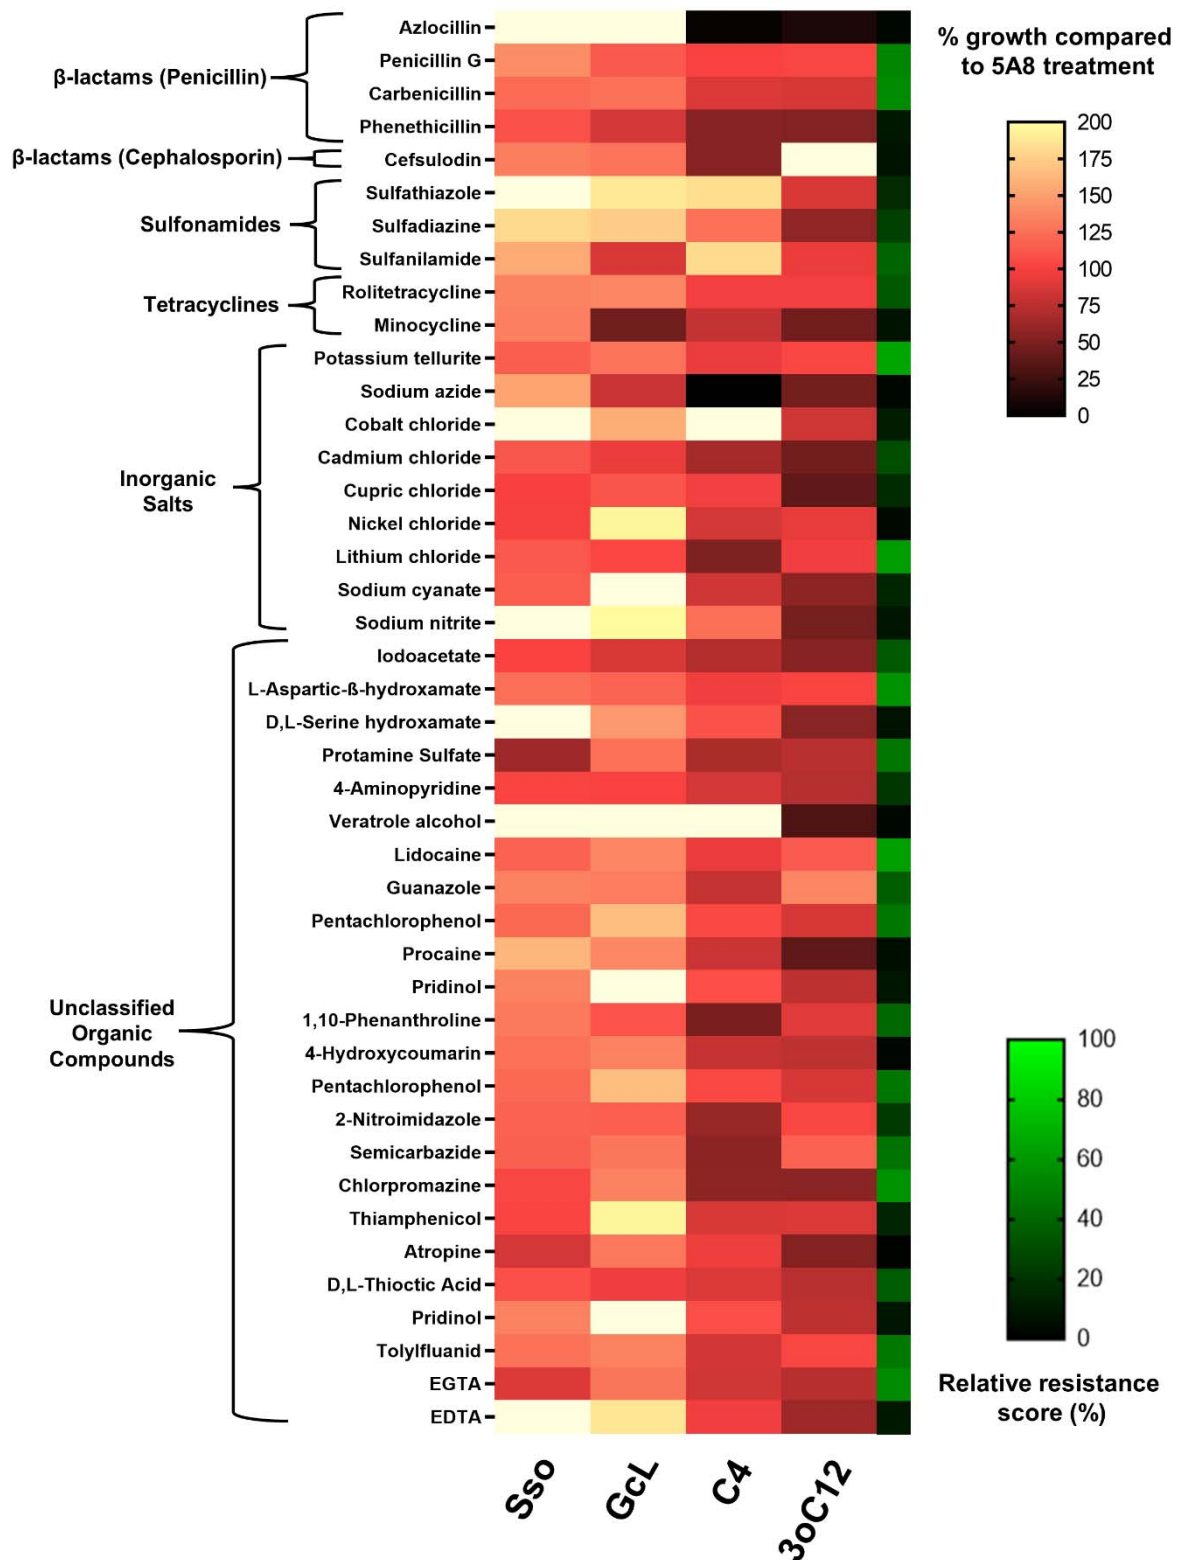 β-lactams (Penicillin)
β-lactams (Cephalosporin)
Sulfonamides
Tetracyclines
Inorganic
Salts
Unclassified
Organic
Compounds
Azlocillin
Penicillin G
Carbenicillin
Phenethicillin
Cefsulodin
Sulfathiazole
Sulfadiazine
Sulfanilamide
Rolitetracycline
Minocycline
Potassium tellurite
Sodium azide
Cobalt chloride
Cadmium chloride
Cupric chloride
Nickel chloride
Lithium chloride
Sodium cyanate
Sodium nitrite
Iodoacetate
L-Aspartic-ß-hydroxamate
D,L-Serine hydroxamate
Protamine Sulfate
4-Aminopyridine
Veratrole alcohol
Lidocaine
Guanazole
Pentachlorophenol
Procaine
Pridinol
1,10-Phenanthroline
4-Hydroxycoumarin
Pentachlorophenol
2-Nitroimidazole
Semicarbazide
Chlorpromazine
Thiamphenicol
Atropine
D,L-Thioctic Acid
Pridinol
Tolylfluanid
EGTA
EDTA
Sso
GcL
C4
3oC12
% growth compared
to 5A8 treatment
200
175
150
125
100
75
50
25
0
100
80
60
40
20
0
Relative resistance
score (%)